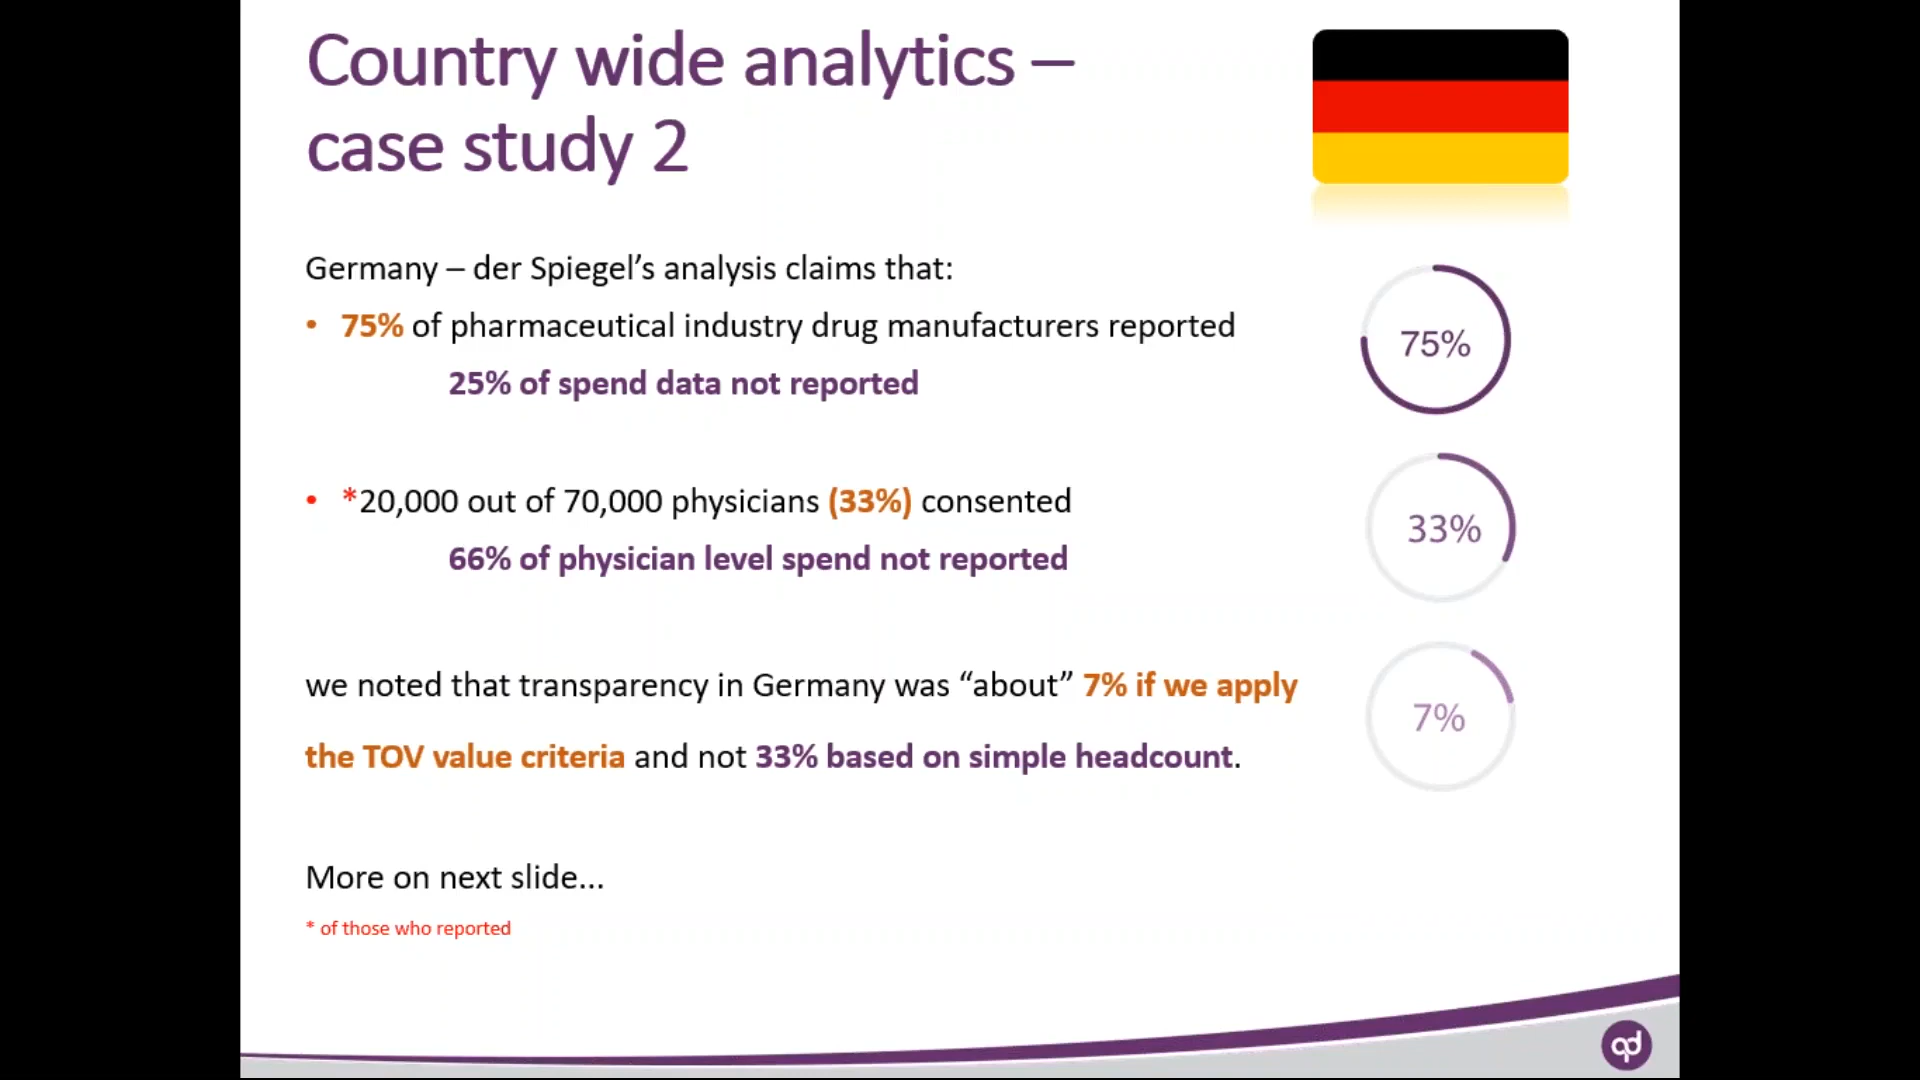 Country wide analytics –
case study 2
Germany – der Spiegel’s analysis claims that:
• 75% of pharmaceutical industry drug manufacturers reported
25% of spend data not reported
75%
• *20,000 out of 70,000 physicians (33%) consented
66% of physician level spend not reported
33%
we noted that transparency in Germany was “about” 7% if we apply
the TOV value criteria and not 33% based on simple headcount.
7%
More on next slide...
* of those who reported
qd